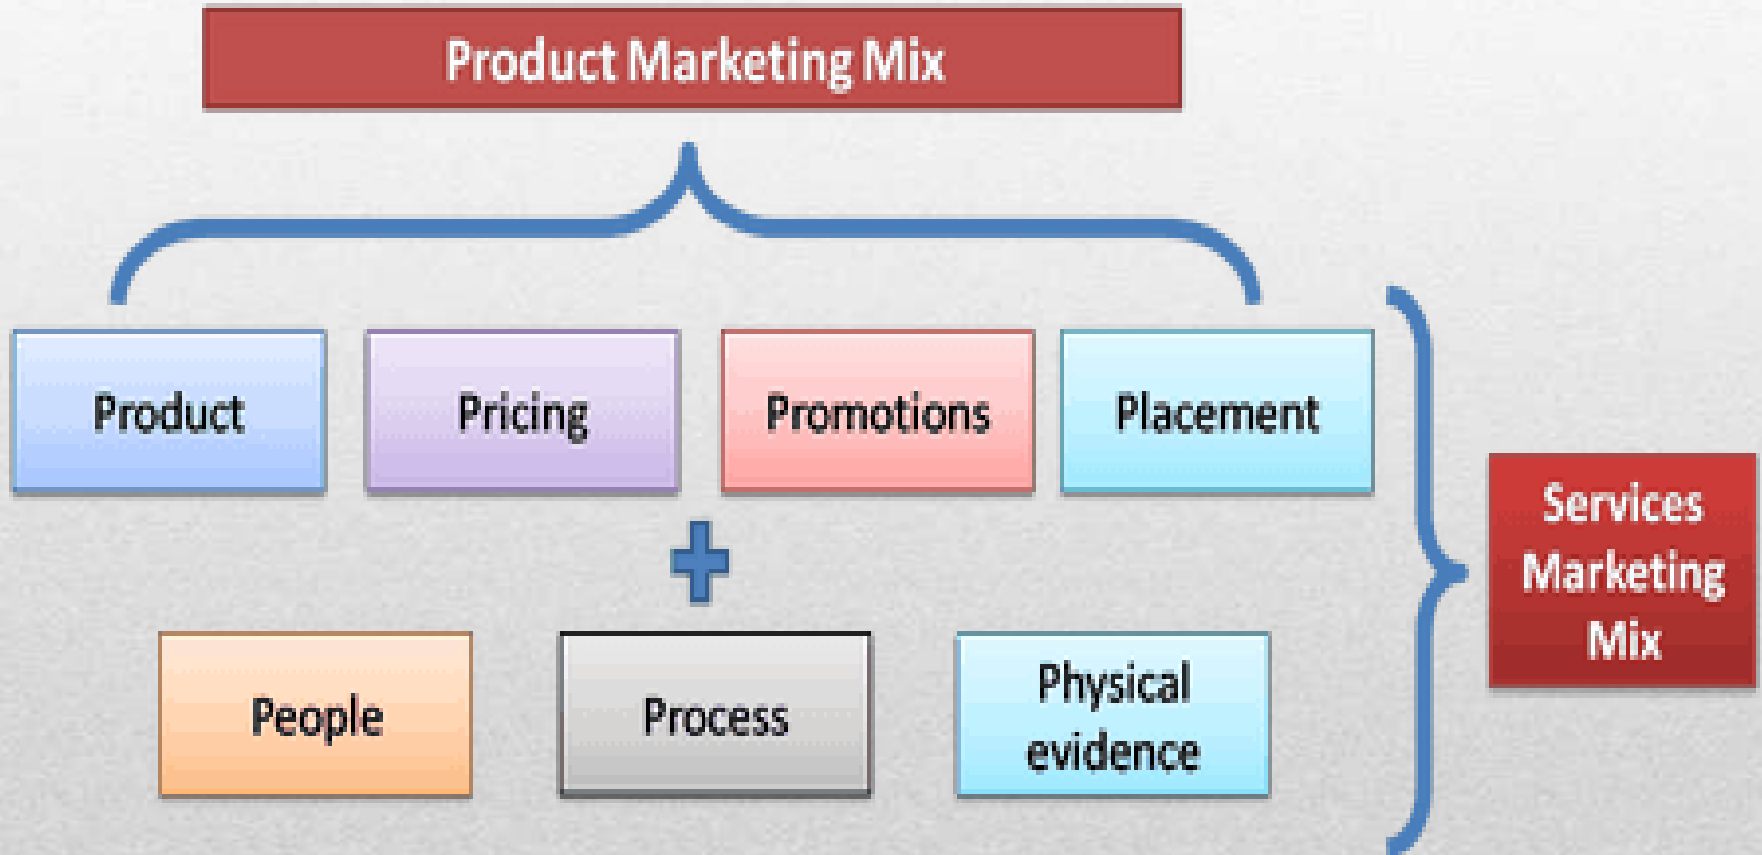 Product Marketing Mix
Product
Pricing
Promotions
Placement
Services
Marketing
Mix
People
Process
Physical
evidence